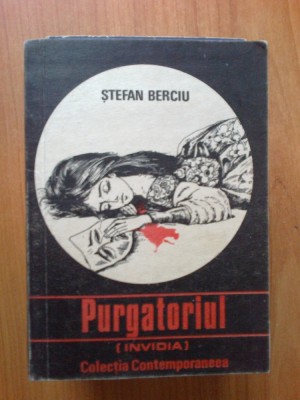 ȘTEFAN BERCIU
Purgatoriul
(INVIDIA)
Colecția Contemporaneea